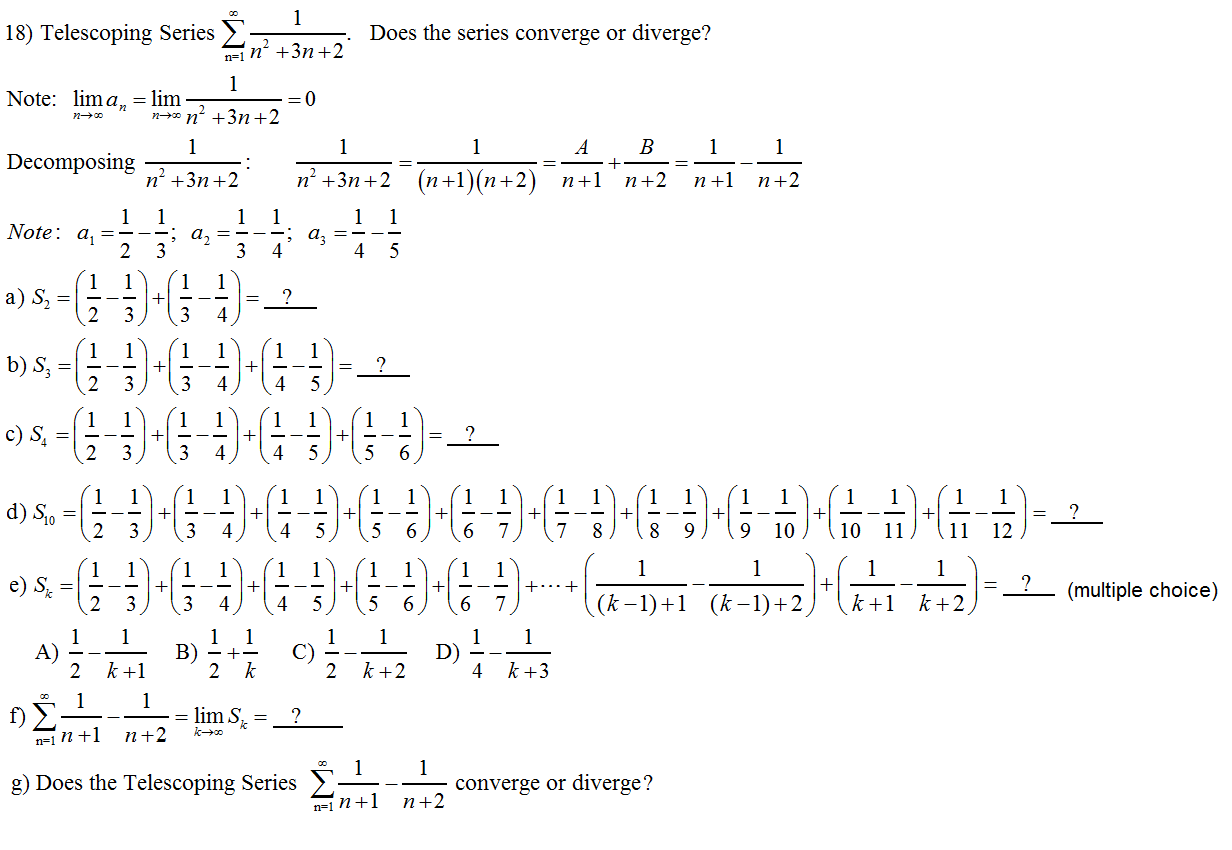 18) Telescoping Series $\sum_{n=1}^{\infty} \frac{1}{n^2+3n+2}$. Does the series converge or diverge?
Note: $\lim_{n\to\infty} a_n = \lim_{n\to\infty} \frac{1}{n^2+3n+2} = 0$
Decomposing $\frac{1}{n^2+3n+2}$: $\frac{1}{n^2+3n+2} = \frac{1}{(n+1)(n+2)} = \frac{A}{n+1} + \frac{B}{n+2} = \frac{1}{n+1} - \frac{1}{n+2}$
Note: $a_1 = \frac{1}{2} - \frac{1}{3}$; $a_2 = \frac{1}{3} - \frac{1}{4}$; $a_3 = \frac{1}{4} - \frac{1}{5}$
a) $S_2 = \left(\frac{1}{2} - \frac{1}{3}\right) + \left(\frac{1}{3} - \frac{1}{4}\right) =$ __?__
b) $S_3 = \left(\frac{1}{2} - \frac{1}{3}\right) + \left(\frac{1}{3} - \frac{1}{4}\right) + \left(\frac{1}{4} - \frac{1}{5}\right) =$ __?__
c) $S_4 = \left(\frac{1}{2} - \frac{1}{3}\right) + \left(\frac{1}{3} - \frac{1}{4}\right) + \left(\frac{1}{4} - \frac{1}{5}\right) + \left(\frac{1}{5} - \frac{1}{6}\right) =$ __?__
d) $S_{10} = \left(\frac{1}{2} - \frac{1}{3}\right) + \left(\frac{1}{3} - \frac{1}{4}\right) + \left(\frac{1}{4} - \frac{1}{5}\right) + \left(\frac{1}{5} - \frac{1}{6}\right) + \left(\frac{1}{6} - \frac{1}{7}\right) + \left(\frac{1}{7} - \frac{1}{8}\right) + \left(\frac{1}{8} - \frac{1}{9}\right) + \left(\frac{1}{9} - \frac{1}{10}\right) + \left(\frac{1}{10} - \frac{1}{11}\right) + \left(\frac{1}{11} - \frac{1}{12}\right) =$ __?__
e) $S_k = \left(\frac{1}{2} - \frac{1}{3}\right) + \left(\frac{1}{3} - \frac{1}{4}\right) + \left(\frac{1}{4} - \frac{1}{5}\right) + \left(\frac{1}{5} - \frac{1}{6}\right) + \left(\frac{1}{6} - \frac{1}{7}\right) + \cdots + \left(\frac{1}{(k-1)+1} - \frac{1}{(k-1)+2}\right) + \left(\frac{1}{k+1} - \frac{1}{k+2}\right) =$ __?__ (multiple choice)
A) $\frac{1}{2} - \frac{1}{k+1}$ B) $\frac{1}{2} + \frac{1}{k}$ C) $\frac{1}{2} - \frac{1}{k+2}$ D) $\frac{1}{4} - \frac{1}{k+3}$
f) $\sum_{n=1}^{\infty} \frac{1}{n+1} - \frac{1}{n+2} = \lim_{k\to\infty} S_k =$ __?__
g) Does the Telescoping Series $\sum_{n=1}^{\infty} \frac{1}{n+1} - \frac{1}{n+2}$ converge or diverge?